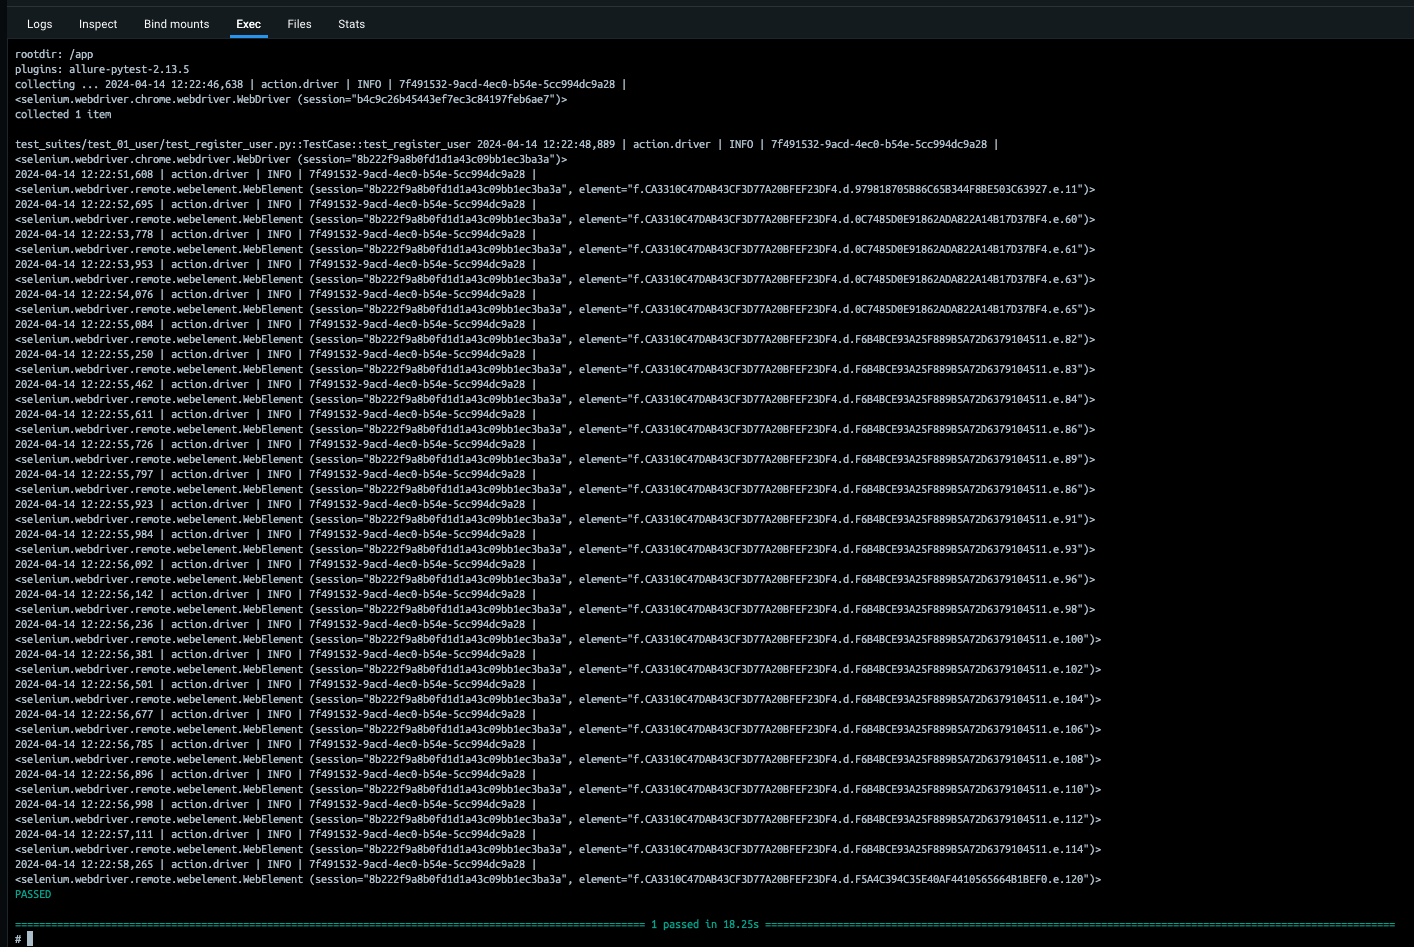 Logs Inspect Bind mounts Exec Files Stats
rootdir: /app
plugins: allure-pytest-2.13.5
collecting ... 2024-04-14 12:22:46,638 | action.driver | INFO | 7f491532-9acd-4ec0-b54e-5cc994dc9a28 |
<selenium.webdriver.chrome.webdriver.WebDriver (session="b4c9c26b45443ef7ec3c84197feb6ae7")>
collected 1 item
test_suites/test_01_user/test_register_user.py::TestCase::test_register_user 2024-04-14 12:22:48,889 | action.driver | INFO | 7f491532-9acd-4ec0-b54e-5cc994dc9a28 |
<selenium.webdriver.chrome.webdriver.WebDriver (session="8b222f9a8b0fd1d1a43c09bb1ec3ba3a")>
2024-04-14 12:22:51,608 | action.driver | INFO | 7f491532-9acd-4ec0-b54e-5cc994dc9a28 |
<selenium.webdriver.remote.webelement.WebElement (session="8b222f9a8b0fd1d1a43c09bb1ec3ba3a", element="f.CA3310C47DAB43CF3D77A20BFEF23DF4.d.979818705B86C65B344F8BE503C63927.e.11")>
2024-04-14 12:22:52,695 | action.driver | INFO | 7f491532-9acd-4ec0-b54e-5cc994dc9a28 |
<selenium.webdriver.remote.webelement.WebElement (session="8b222f9a8b0fd1d1a43c09bb1ec3ba3a", element="f.CA3310C47DAB43CF3D77A20BFEF23DF4.d.0C7485D0E91862ADA822A14B17D37BF4.e.60")>
2024-04-14 12:22:53,778 | action.driver | INFO | 7f491532-9acd-4ec0-b54e-5cc994dc9a28 |
<selenium.webdriver.remote.webelement.WebElement (session="8b222f9a8b0fd1d1a43c09bb1ec3ba3a", element="f.CA3310C47DAB43CF3D77A20BFEF23DF4.d.0C7485D0E91862ADA822A14B17D37BF4.e.61")>
2024-04-14 12:22:53,953 | action.driver | INFO | 7f491532-9acd-4ec0-b54e-5cc994dc9a28 |
<selenium.webdriver.remote.webelement.WebElement (session="8b222f9a8b0fd1d1a43c09bb1ec3ba3a", element="f.CA3310C47DAB43CF3D77A20BFEF23DF4.d.0C7485D0E91862ADA822A14B17D37BF4.e.63")>
2024-04-14 12:22:54,076 | action.driver | INFO | 7f491532-9acd-4ec0-b54e-5cc994dc9a28 |
<selenium.webdriver.remote.webelement.WebElement (session="8b222f9a8b0fd1d1a43c09bb1ec3ba3a", element="f.CA3310C47DAB43CF3D77A20BFEF23DF4.d.0C7485D0E91862ADA822A14B17D37BF4.e.65")>
2024-04-14 12:22:55,084 | action.driver | INFO | 7f491532-9acd-4ec0-b54e-5cc994dc9a28 |
<selenium.webdriver.remote.webelement.WebElement (session="8b222f9a8b0fd1d1a43c09bb1ec3ba3a", element="f.CA3310C47DAB43CF3D77A20BFEF23DF4.d.F6B4BCE93A25F889B5A72D6379104511.e.82")>
2024-04-14 12:22:55,250 | action.driver | INFO | 7f491532-9acd-4ec0-b54e-5cc994dc9a28 |
<selenium.webdriver.remote.webelement.WebElement (session="8b222f9a8b0fd1d1a43c09bb1ec3ba3a", element="f.CA3310C47DAB43CF3D77A20BFEF23DF4.d.F6B4BCE93A25F889B5A72D6379104511.e.83")>
2024-04-14 12:22:55,462 | action.driver | INFO | 7f491532-9acd-4ec0-b54e-5cc994dc9a28 |
<selenium.webdriver.remote.webelement.WebElement (session="8b222f9a8b0fd1d1a43c09bb1ec3ba3a", element="f.CA3310C47DAB43CF3D77A20BFEF23DF4.d.F6B4BCE93A25F889B5A72D6379104511.e.84")>
2024-04-14 12:22:55,611 | action.driver | INFO | 7f491532-9acd-4ec0-b54e-5cc994dc9a28 |
<selenium.webdriver.remote.webelement.WebElement (session="8b222f9a8b0fd1d1a43c09bb1ec3ba3a", element="f.CA3310C47DAB43CF3D77A20BFEF23DF4.d.F6B4BCE93A25F889B5A72D6379104511.e.86")>
2024-04-14 12:22:55,726 | action.driver | INFO | 7f491532-9acd-4ec0-b54e-5cc994dc9a28 |
<selenium.webdriver.remote.webelement.WebElement (session="8b222f9a8b0fd1d1a43c09bb1ec3ba3a", element="f.CA3310C47DAB43CF3D77A20BFEF23DF4.d.F6B4BCE93A25F889B5A72D6379104511.e.89")>
2024-04-14 12:22:55,797 | action.driver | INFO | 7f491532-9acd-4ec0-b54e-5cc994dc9a28 |
<selenium.webdriver.remote.webelement.WebElement (session="8b222f9a8b0fd1d1a43c09bb1ec3ba3a", element="f.CA3310C47DAB43CF3D77A20BFEF23DF4.d.F6B4BCE93A25F889B5A72D6379104511.e.86")>
2024-04-14 12:22:55,923 | action.driver | INFO | 7f491532-9acd-4ec0-b54e-5cc994dc9a28 |
<selenium.webdriver.remote.webelement.WebElement (session="8b222f9a8b0fd1d1a43c09bb1ec3ba3a", element="f.CA3310C47DAB43CF3D77A20BFEF23DF4.d.F6B4BCE93A25F889B5A72D6379104511.e.91")>
2024-04-14 12:22:55,984 | action.driver | INFO | 7f491532-9acd-4ec0-b54e-5cc994dc9a28 |
<selenium.webdriver.remote.webelement.WebElement (session="8b222f9a8b0fd1d1a43c09bb1ec3ba3a", element="f.CA3310C47DAB43CF3D77A20BFEF23DF4.d.F6B4BCE93A25F889B5A72D6379104511.e.93")>
2024-04-14 12:22:56,092 | action.driver | INFO | 7f491532-9acd-4ec0-b54e-5cc994dc9a28 |
<selenium.webdriver.remote.webelement.WebElement (session="8b222f9a8b0fd1d1a43c09bb1ec3ba3a", element="f.CA3310C47DAB43CF3D77A20BFEF23DF4.d.F6B4BCE93A25F889B5A72D6379104511.e.96")>
2024-04-14 12:22:56,142 | action.driver | INFO | 7f491532-9acd-4ec0-b54e-5cc994dc9a28 |
<selenium.webdriver.remote.webelement.WebElement (session="8b222f9a8b0fd1d1a43c09bb1ec3ba3a", element="f.CA3310C47DAB43CF3D77A20BFEF23DF4.d.F6B4BCE93A25F889B5A72D6379104511.e.98")>
2024-04-14 12:22:56,236 | action.driver | INFO | 7f491532-9acd-4ec0-b54e-5cc994dc9a28 |
<selenium.webdriver.remote.webelement.WebElement (session="8b222f9a8b0fd1d1a43c09bb1ec3ba3a", element="f.CA3310C47DAB43CF3D77A20BFEF23DF4.d.F6B4BCE93A25F889B5A72D6379104511.e.100")>
2024-04-14 12:22:56,381 | action.driver | INFO | 7f491532-9acd-4ec0-b54e-5cc994dc9a28 |
<selenium.webdriver.remote.webelement.WebElement (session="8b222f9a8b0fd1d1a43c09bb1ec3ba3a", element="f.CA3310C47DAB43CF3D77A20BFEF23DF4.d.F6B4BCE93A25F889B5A72D6379104511.e.102")>
2024-04-14 12:22:56,501 | action.driver | INFO | 7f491532-9acd-4ec0-b54e-5cc994dc9a28 |
<selenium.webdriver.remote.webelement.WebElement (session="8b222f9a8b0fd1d1a43c09bb1ec3ba3a", element="f.CA3310C47DAB43CF3D77A20BFEF23DF4.d.F6B4BCE93A25F889B5A72D6379104511.e.104")>
2024-04-14 12:22:56,677 | action.driver | INFO | 7f491532-9acd-4ec0-b54e-5cc994dc9a28 |
<selenium.webdriver.remote.webelement.WebElement (session="8b222f9a8b0fd1d1a43c09bb1ec3ba3a", element="f.CA3310C47DAB43CF3D77A20BFEF23DF4.d.F6B4BCE93A25F889B5A72D6379104511.e.106")>
2024-04-14 12:22:56,785 | action.driver | INFO | 7f491532-9acd-4ec0-b54e-5cc994dc9a28 |
<selenium.webdriver.remote.webelement.WebElement (session="8b222f9a8b0fd1d1a43c09bb1ec3ba3a", element="f.CA3310C47DAB43CF3D77A20BFEF23DF4.d.F6B4BCE93A25F889B5A72D6379104511.e.108")>
2024-04-14 12:22:56,896 | action.driver | INFO | 7f491532-9acd-4ec0-b54e-5cc994dc9a28 |
<selenium.webdriver.remote.webelement.WebElement (session="8b222f9a8b0fd1d1a43c09bb1ec3ba3a", element="f.CA3310C47DAB43CF3D77A20BFEF23DF4.d.F6B4BCE93A25F889B5A72D6379104511.e.110")>
2024-04-14 12:22:56,998 | action.driver | INFO | 7f491532-9acd-4ec0-b54e-5cc994dc9a28 |
<selenium.webdriver.remote.webelement.WebElement (session="8b222f9a8b0fd1d1a43c09bb1ec3ba3a", element="f.CA3310C47DAB43CF3D77A20BFEF23DF4.d.F6B4BCE93A25F889B5A72D6379104511.e.112")>
2024-04-14 12:22:57,111 | action.driver | INFO | 7f491532-9acd-4ec0-b54e-5cc994dc9a28 |
<selenium.webdriver.remote.webelement.WebElement (session="8b222f9a8b0fd1d1a43c09bb1ec3ba3a", element="f.CA3310C47DAB43CF3D77A20BFEF23DF4.d.F6B4BCE93A25F889B5A72D6379104511.e.114")>
2024-04-14 12:22:58,265 | action.driver | INFO | 7f491532-9acd-4ec0-b54e-5cc994dc9a28 |
<selenium.webdriver.remote.webelement.WebElement (session="8b222f9a8b0fd1d1a43c09bb1ec3ba3a", element="f.CA3310C47DAB43CF3D77A20BFEF23DF4.d.F5A4C394C35E40AF4410565664B1BEF0.e.120")>
PASSED
========================================= 1 passed in 18.25s =========================================
#